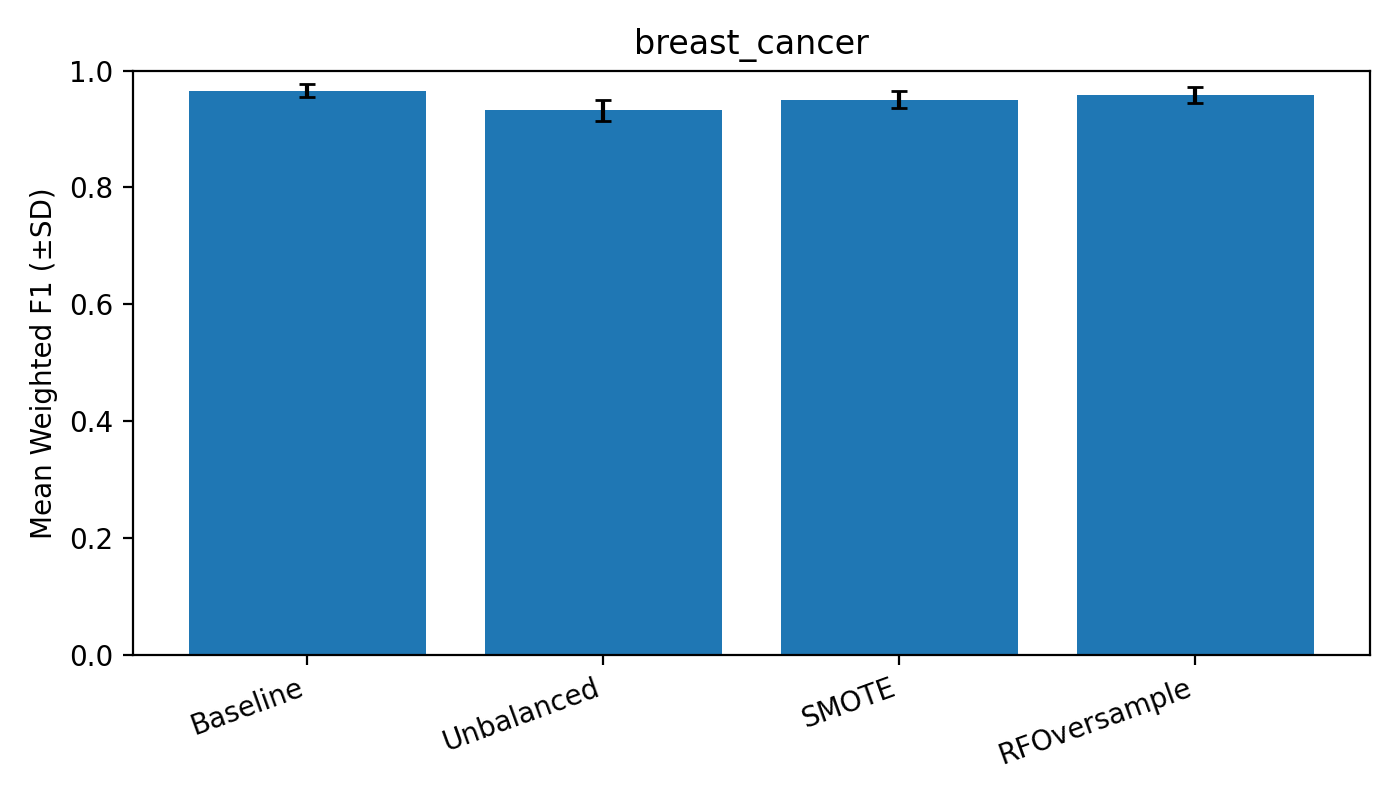 breast_cancer
Mean Weighted F1 (±SD)
1.0
0.8
0.6
0.4
0.2
0.0
Baseline
Unbalanced
SMOTE
RFOversample